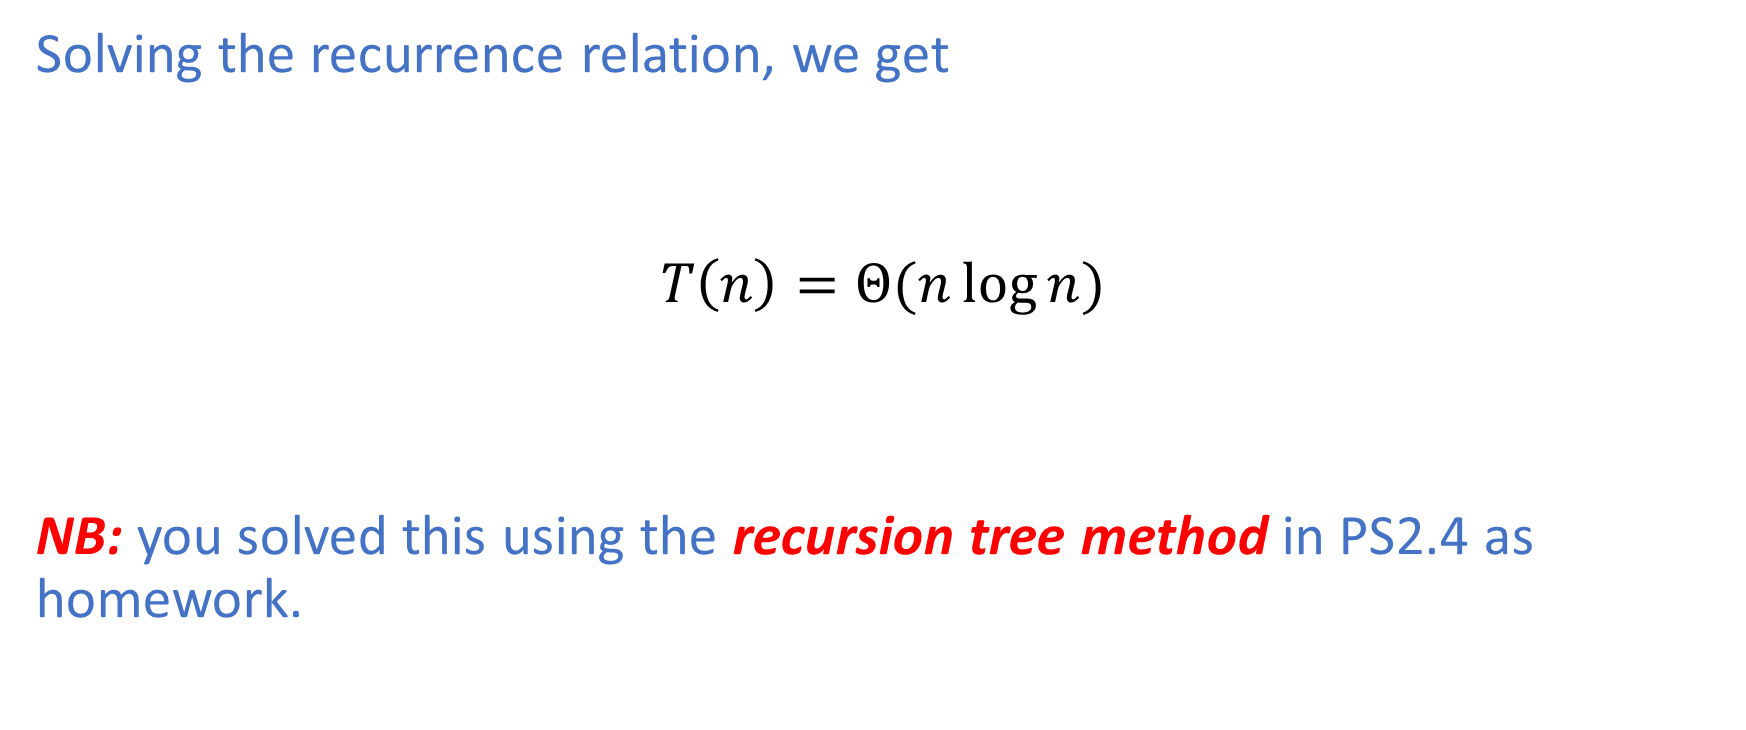 Solving the recurrence relation, we get
T(n) = Θ(n log n)
NB: you solved this using the recursion tree method in PS2.4 as
homework.